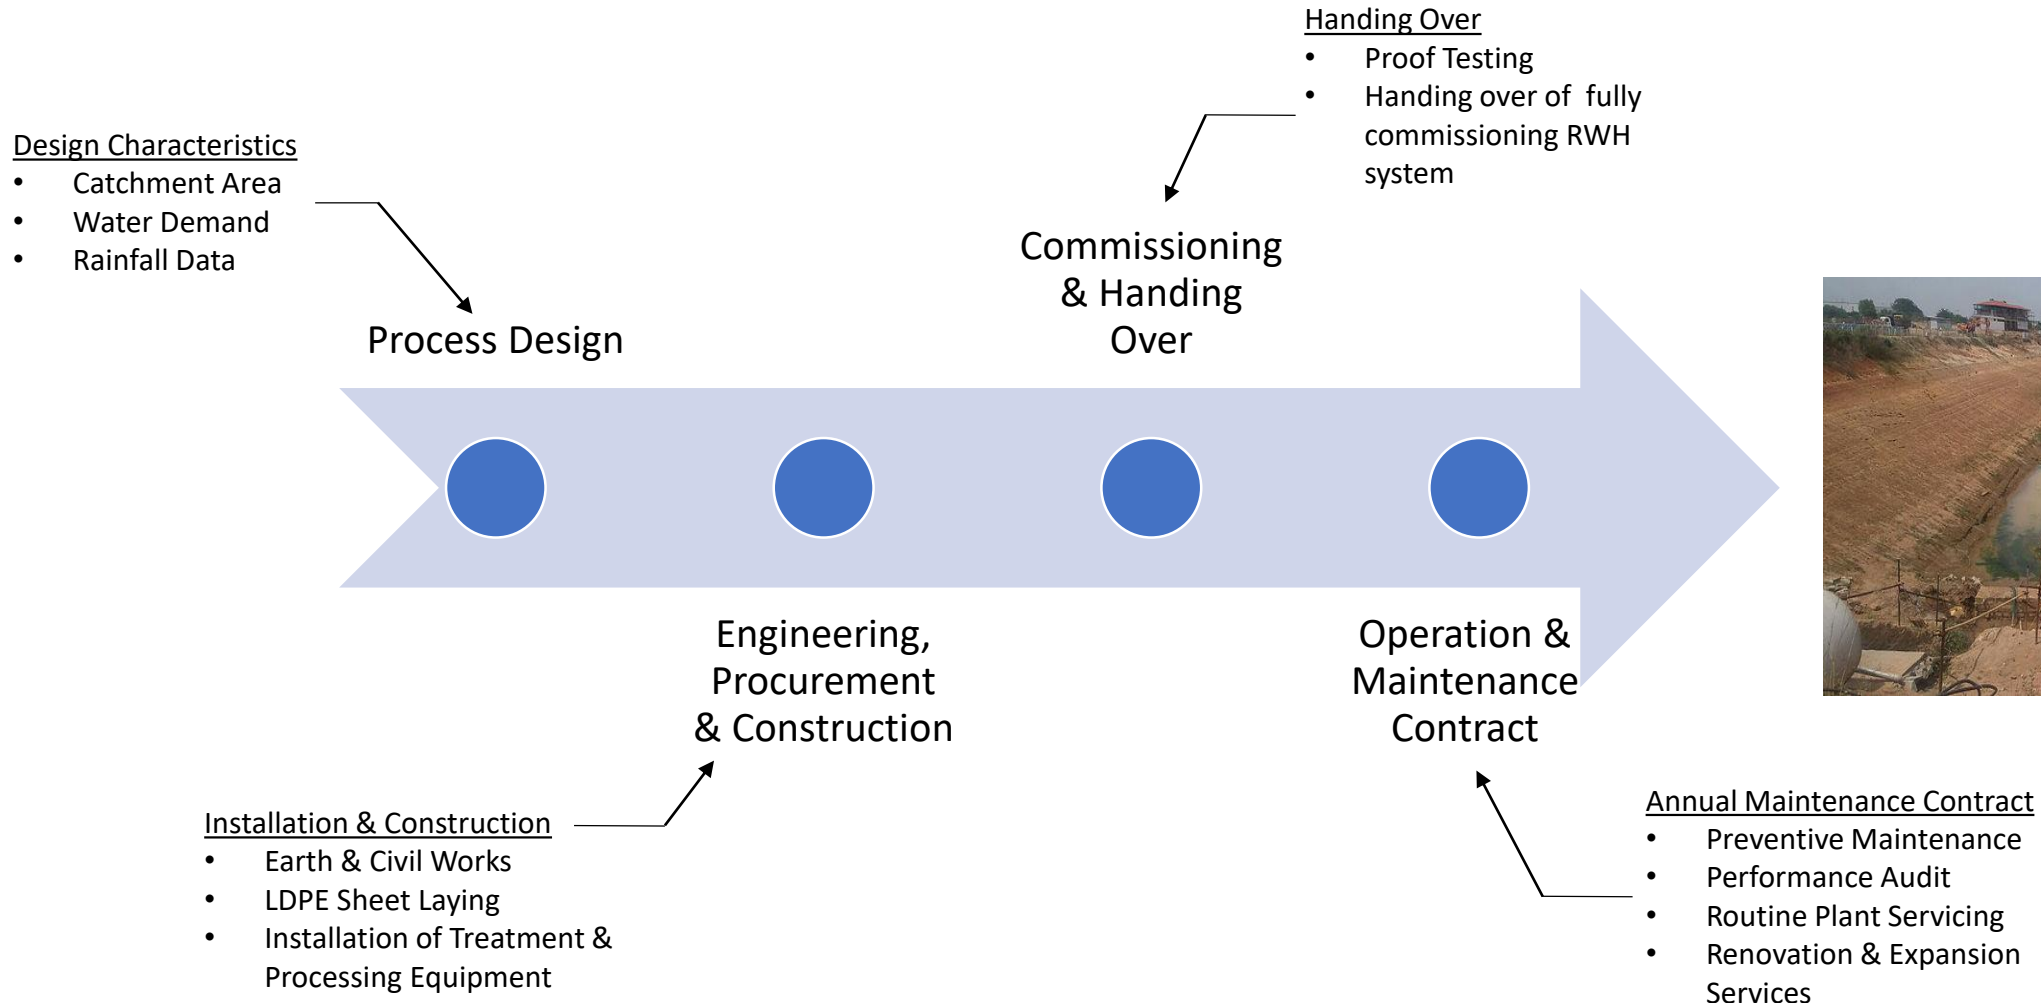 Handing Over
• Proof Testing
• Handing over of  fully
commissioning RWH
system
Design Characteristics
• Catchment Area
• Water Demand
• Rainfall Data
Process Design
Commissioning
& Handing
Over
Engineering,
Procurement
& Construction
Operation &
Maintenance
Contract
Installation & Construction
• Earth & Civil Works
• LDPE Sheet Laying
• Installation of Treatment &
Processing Equipment
Annual Maintenance Contract
• Preventive Maintenance
• Performance Audit
• Routine Plant Servicing
• Renovation & Expansion
Services